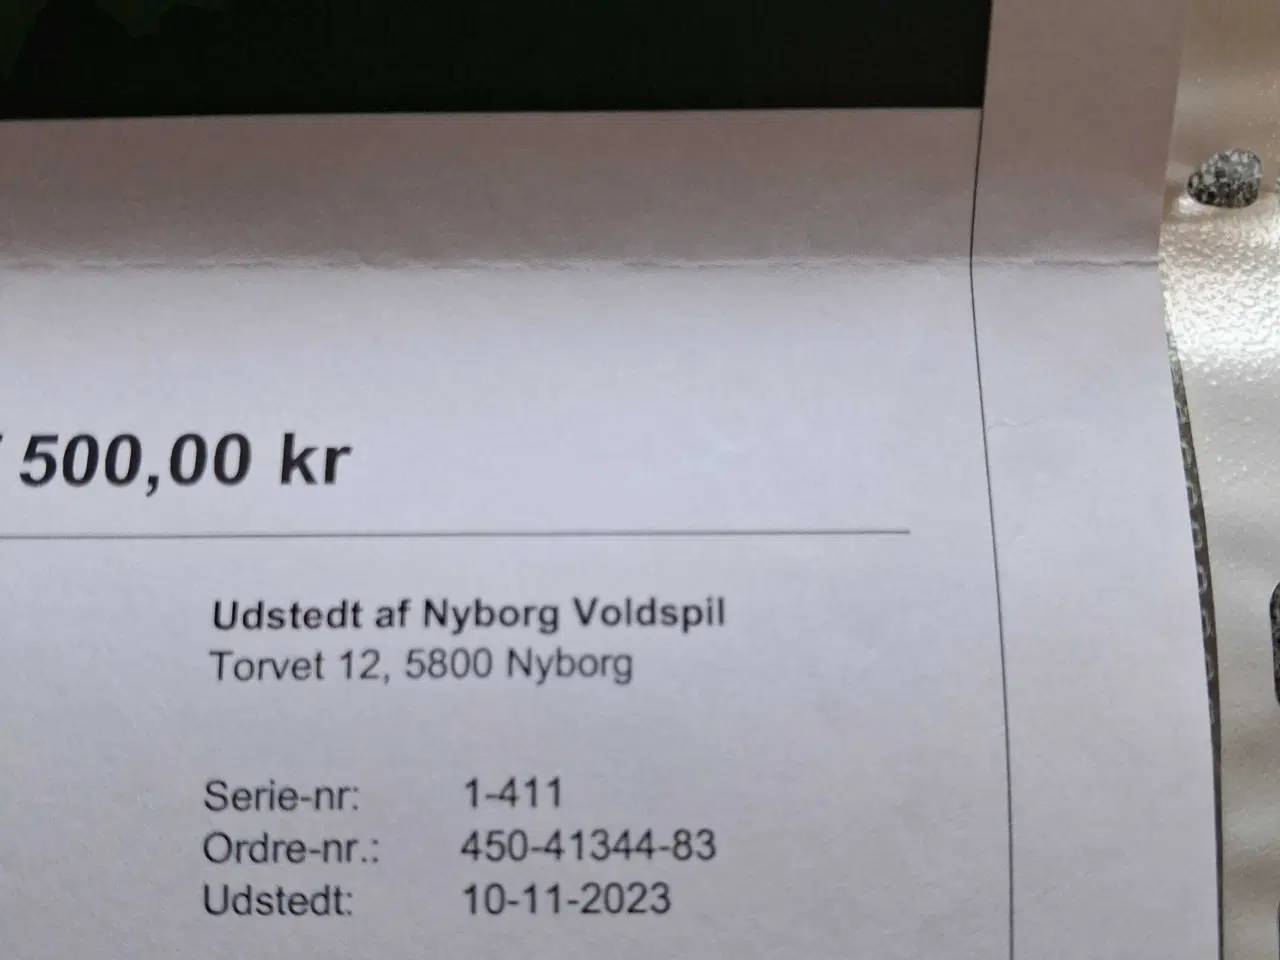 500,00 kr
Udstedt af Nyborg Voldspil
Torvet 12, 5800 Nyborg
Serie-nr: 1-411
Ordre-nr.: 450-41344-83
Udstedt: 10-11-2023